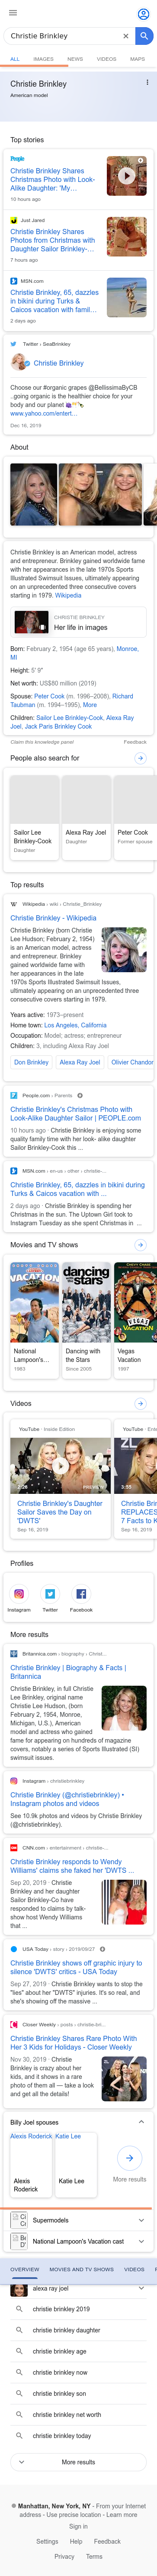 Christie Brinkley
ALL IMAGES NEWS VIDEOS MAPS
Christie Brinkley
American model
Top stories
People
Christie Brinkley Shares
Christmas Photo with Look-
Alike Daughter: 'My…
10 hours ago
Just Jared
Christie Brinkley Shares
Photos from Christmas with
Daughter Sailor Brinkley-…
7 hours ago
MSN.com
Christie Brinkley, 65, dazzles
in bikini during Turks &
Caicos vacation with famil…
2 days ago
Twitter › SeaBrinkley
Christie Brinkley
Choose #organic grapes @BellissimaByCB
..going organic is the healthier choice for your
body and our planet
www.yahoo.com/entert…
Dec 16, 2019
About
Christie Brinkley is an American model, actress
and entrepreneur. Brinkley gained worldwide fame
with her appearances in the late 1970s Sports
Illustrated Swimsuit issues, ultimately appearing on
an unprecedented three consecutive covers
starting in 1979. Wikipedia
CHRISTIE BRINKLEY
Her life in images
Born: February 2, 1954 (age 65 years), Monroe,
MI
Height: 5′ 9″
Net worth: US$80 million (2019)
Spouse: Peter Cook (m. 1996–2008), Richard
Taubman (m. 1994–1995), More
Children: Sailor Lee Brinkley-Cook, Alexa Ray
Joel, Jack Paris Brinkley Cook
Claim this knowledge panel Feedback
People also search for
Sailor Lee
Brinkley-Cook
Daughter
Alexa Ray Joel
Daughter
Peter Cook
Former spouse
Top results
Wikipedia › wiki › Christie_Brinkley
Christie Brinkley - Wikipedia
Christie Brinkley (born Christie
Lee Hudson; February 2, 1954)
is an American model, actress
and entrepreneur. Brinkley
gained worldwide fame with
her appearances in the late
1970s Sports Illustrated Swimsuit
issues, ultimately appearing on an unprecedented
three consecutive covers starting in 1979.
Years active: 1973–present
Home town: Los Angeles, California
Occupation: Model; actress; entrepreneur
Children: 3, including Alexa Ray Joel
Don Brinkley Alexa Ray Joel Olivier Chandon
People.com › Parents
Christie Brinkley's Christmas Photo with
Look-Alike Daughter Sailor | PEOPLE.com
10 hours ago · Christie Brinkley is enjoying some
quality family time with her look- alike daughter
Sailor Brinkley-Cook this ...
MSN.com › en-us › other › christie-...
Christie Brinkley, 65, dazzles in bikini during
Turks & Caicos vacation with ...
2 days ago · Christie Brinkley is spending her
Christmas in the sun. The Uptown Girl took to
Instagram Tuesday as she spent Christmas in ...
Movies and TV shows
VACATION
dancing
with
the
stars
VACATION
National
Lampoon's…
1983
Dancing with
the Stars
Since 2005
Vegas
Vacation
1997
Videos
YouTube · Inside Edition
PREVIEW
Christie Brinkley's Daughter
Sailor Saves the Day on
'DWTS'
Sep 16, 2019
3:55
REPLACES
7 Facts to K
Sep 16, 2019
Profiles
Instagram Twitter Facebook
More results
Britannica.com › biography › Christ...
Christie Brinkley | Biography & Facts |
Britannica
Christie Brinkley, in full Christie
Lee Brinkley, original name
Christie Lee Hudson, (born
February 2, 1954, Monroe,
Michigan, U.S.), American
model and actress who gained
fame for appearing on hundreds of magazine
covers, notably a series of Sports Illustrated (SI)
swimsuit issues.
Instagram › christiebrinkley
Christie Brinkley (@christiebrinkley) •
Instagram photos and videos
See 10.9k photos and videos by Christie Brinkley
(@christiebrinkley).
CNN.com › entertainment › christie-...
Christie Brinkley responds to Wendy
Williams' claims she faked her 'DWTS ...
Sep 20, 2019 · Christie
Brinkley and her daughter
Sailor Brinkley-Co have
responded to claims by talk-
show host Wendy Williams
that ...
USA Today › story › 2019/09/27
Christie Brinkley shows off graphic injury to
silence 'DWTS' critics - USA Today
Sep 27, 2019 · Christie Brinkley wants to stop the
"lies" about her "DWTS" injuries. It's so real, and
she's showing off the massive ...
Closer Weekly › posts › christie-bri...
Christie Brinkley Shares Rare Photo With
Her 3 Kids for Holidays - Closer Weekly
Nov 30, 2019 · Christie
Brinkley is crazy about her
kids, and she shares a rare
photo of them all — take a look
and get all the details!
Billy Joel spouses
Alexis Roderick Katie Lee
Alexis
Roderick
Katie Lee
More results
Supermodels
National Lampoon's Vacation cast
OVERVIEW MOVIES AND TV SHOWS VIDEOS
alexa ray joel
christie brinkley 2019
christie brinkley daughter
christie brinkley age
christie brinkley now
christie brinkley son
christie brinkley net worth
christie brinkley today
More results
Manhattan, New York, NY - From your Internet
address - Use precise location - Learn more
Sign in
Settings Help Feedback
Privacy Terms